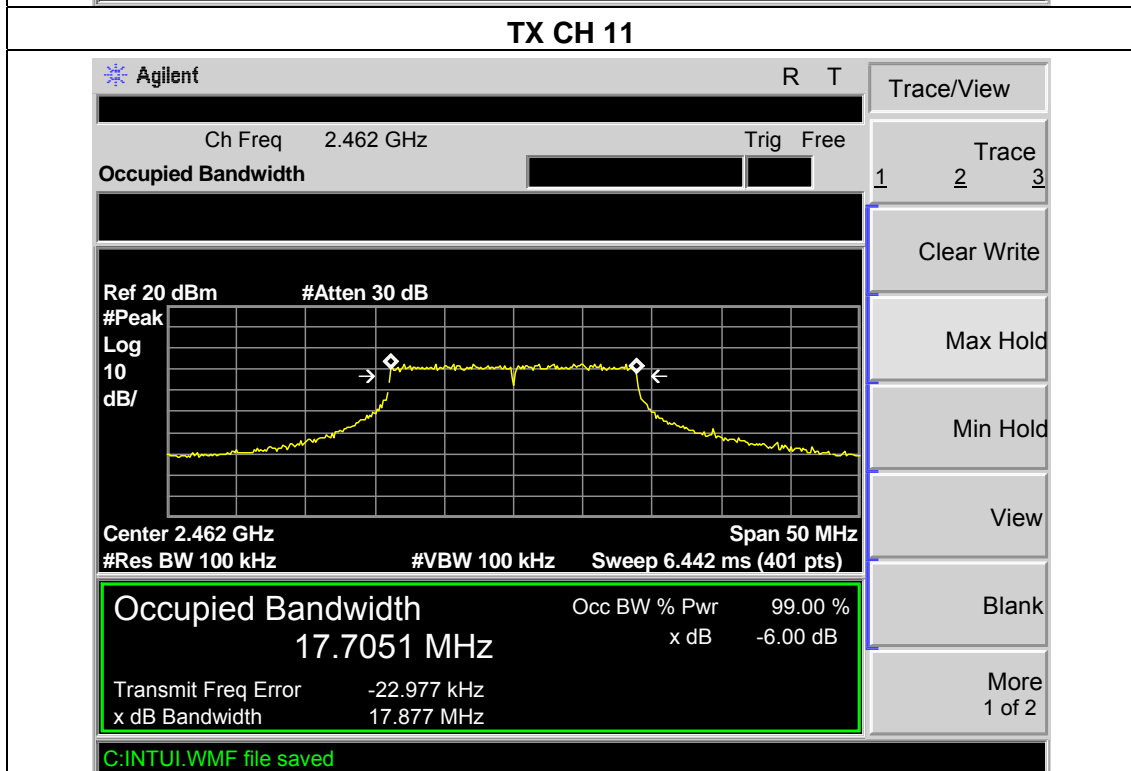 TX CH 11
Agilent R T
Trace/View
Ch Freq 2.462 GHz Trig Free
Occupied Bandwidth
Trace
1 2 3
Clear Write
Max Hold
Min Hold
View
Blank
More
1 of 2
Ref 20 dBm #Atten 30 dB
#Peak
Log
10
dB/
Center 2.462 GHz Span 50 MHz
#Res BW 100 kHz #VBW 100 kHz Sweep 6.442 ms (401 pts)
Occupied Bandwidth Occ BW % Pwr 99.00 %
17.7051 MHz x dB -6.00 dB
Transmit Freq Error -22.977 kHz
x dB Bandwidth 17.877 MHz
C:INTUI.WMF file saved